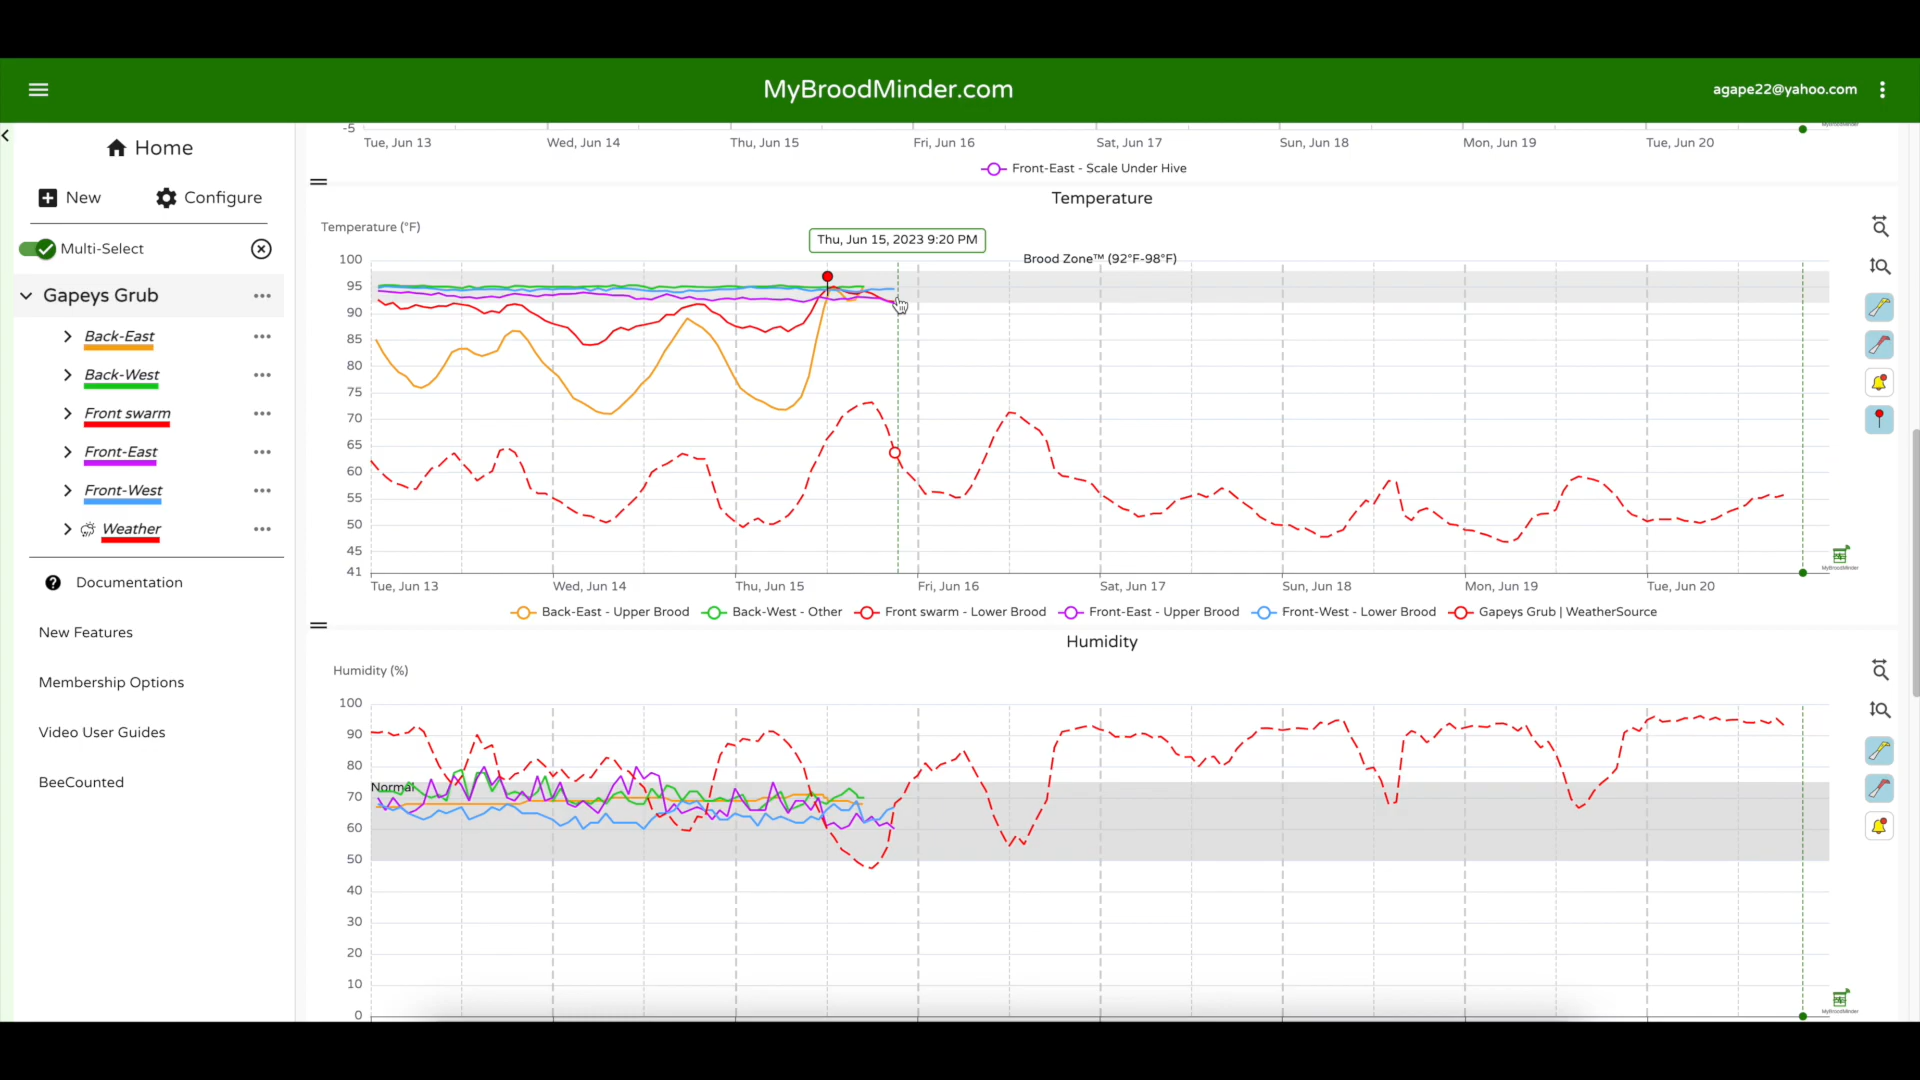 MyBroodMinder.com
agape22@yahoo.com
Home
New
Configure
Multi-Select
Gapeys Grub
Back-East
Back-West
Front swarm
Front-East
Front-West
Weather
Documentation
New Features
Membership Options
Video User Guides
BeeCounted
-5
Tue, Jun 13 Wed, Jun 14 Thu, Jun 15 Fri, Jun 16 Sat, Jun 17 Sun, Jun 18 Mon, Jun 19 Tue, Jun 20
Front-East - Scale Under Hive
Temperature
Temperature (°F)
Thu, Jun 15, 2023 9:20 PM
Brood Zone™ (92°F-98°F)
100
95
90
85
80
75
70
65
60
55
50
45
41
MyBroodMinder
Tue, Jun 13 Wed, Jun 14 Thu, Jun 15 Fri, Jun 16 Sat, Jun 17 Sun, Jun 18 Mon, Jun 19 Tue, Jun 20
Back-East - Upper Brood Back-West - Other Front swarm - Lower Brood Front-East - Upper Brood Front-West - Lower Brood Gapeys Grub | WeatherSource
Humidity
Humidity (%)
100
90
80
Normal
70
60
50
40
30
20
10
0
MyBroodMinder